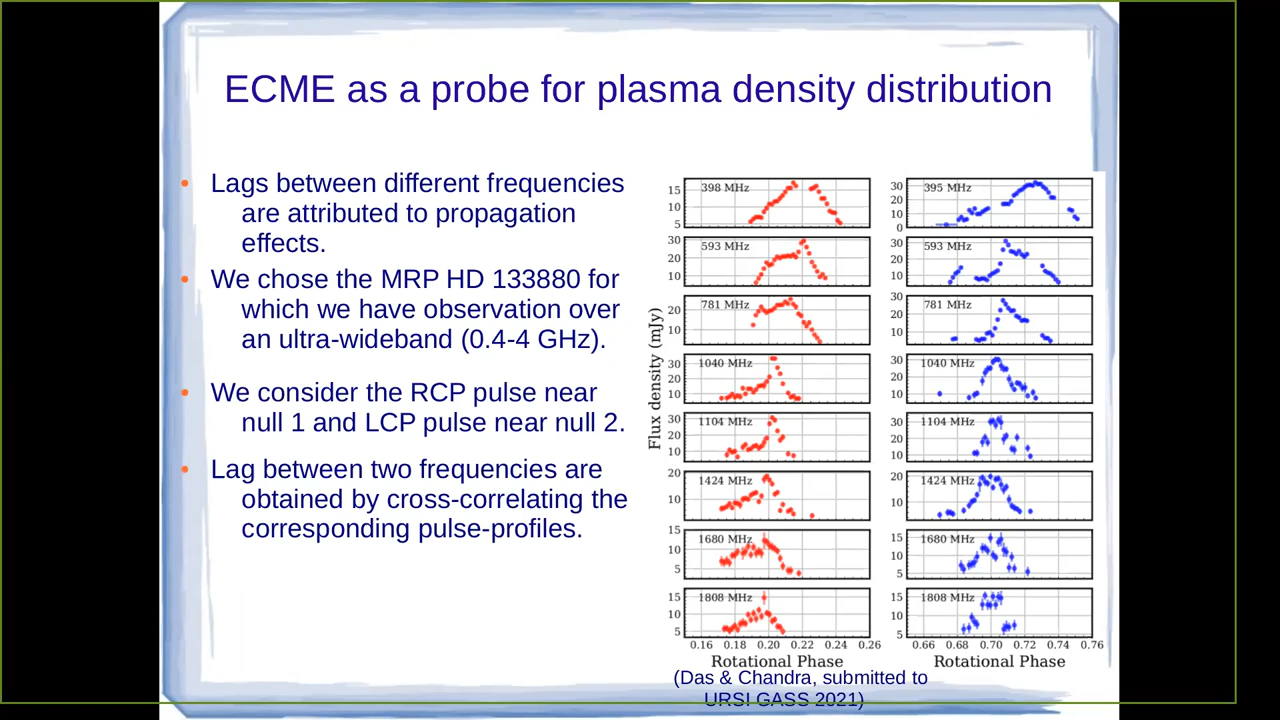 ECME as a probe for plasma density distribution
• Lags between different frequencies
are attributed to propagation
effects.
• We chose the MRP HD 133880 for
which we have observation over
an ultra-wideband (0.4-4 GHz).
• We consider the RCP pulse near
null 1 and LCP pulse near null 2.
• Lag between two frequencies are
obtained by cross-correlating the
corresponding pulse-profiles.
Flux density (mJy)
398 MHz
15
10
5
593 MHz
30
20
10
781 MHz
20
10
1040 MHz
30
20
10
1104 MHz
30
20
10
1424 MHz
20
10
1680 MHz
15
10
5
1808 MHz
15
10
5
0.16 0.18 0.20 0.22 0.24 0.26
Rotational Phase
395 MHz
30
20
10
0
593 MHz
30
20
10
781 MHz
30
20
10
1040 MHz
30
20
10
1104 MHz
30
20
10
1424 MHz
20
10
1680 MHz
15
10
5
1808 MHz
15
10
5
0.66 0.68 0.70 0.72 0.74 0.76
Rotational Phase
(Das & Chandra, submitted to
URSI GASS 2021)